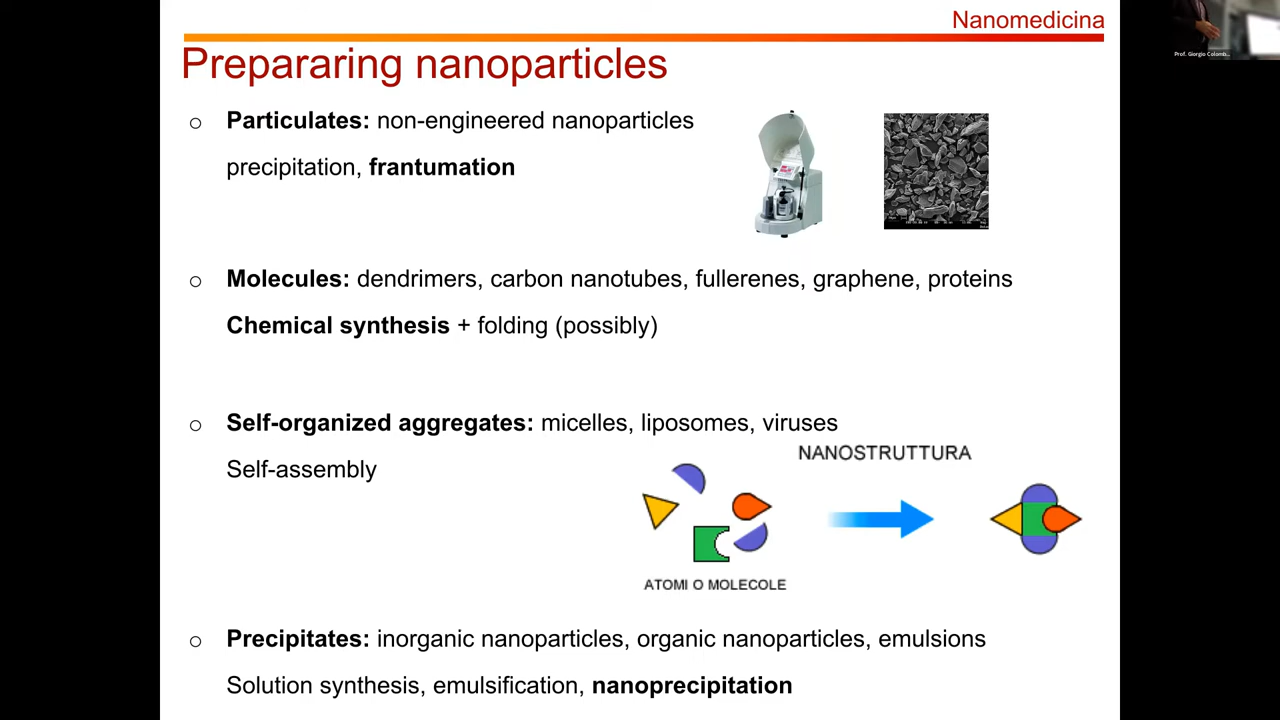 Nanomedicina
Prof. Giorgio Colomb...
Prepararing nanoparticles
Particulates: non-engineered nanoparticles
precipitation, frantumation
Molecules: dendrimers, carbon nanotubes, fullerenes, graphene, proteins
Chemical synthesis + folding (possibly)
Self-organized aggregates: micelles, liposomes, viruses
Self-assembly
NANOSTRUTTURA
ATOMI O MOLECOLE
Precipitates: inorganic nanoparticles, organic nanoparticles, emulsions
Solution synthesis, emulsification, nanoprecipitation